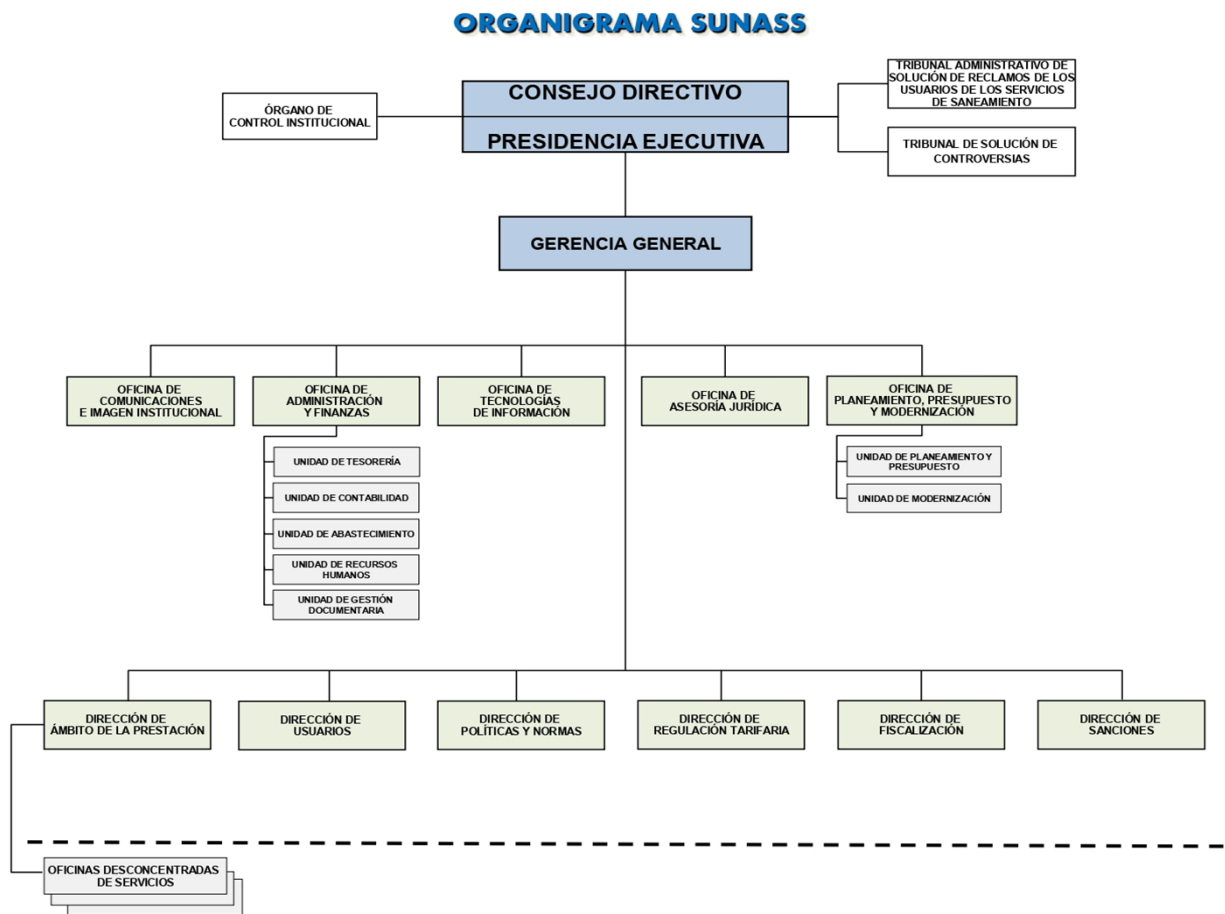 ORGANIGRAMA SUNASS
CONSEJO DIRECTIVO
PRESIDENCIA EJECUTIVA
ÓRGANO DE
CONTROL INSTITUCIONAL
TRIBUNAL ADMINISTRATIVO DE
SOLUCIÓN DE RECLAMOS DE LOS
USUARIOS DE LOS SERVICIOS
DE SANEAMIENTO
TRIBUNAL DE SOLUCIÓN DE
CONTROVERSIAS
GERENCIA GENERAL
OFICINA DE
COMUNICACIONES
E IMAGEN INSTITUCIONAL
OFICINA DE
ADMINISTRACIÓN
Y FINANZAS
OFICINA DE
TECNOLOGÍAS
DE INFORMACIÓN
OFICINA DE
ASESORÍA JURÍDICA
OFICINA DE
PLANEAMIENTO, PRESUPUESTO
Y MODERNIZACIÓN
UNIDAD DE TESORERÍA
UNIDAD DE CONTABILIDAD
UNIDAD DE ABASTECIMIENTO
UNIDAD DE RECURSOS
HUMANOS
UNIDAD DE GESTIÓN
DOCUMENTARIA
UNIDAD DE PLANEAMIENTO Y
PRESUPUESTO
UNIDAD DE MODERNIZACIÓN
DIRECCIÓN DE
ÁMBITO DE LA PRESTACIÓN
DIRECCIÓN DE
USUARIOS
DIRECCIÓN DE
POLÍTICAS Y NORMAS
DIRECCIÓN DE
REGULACIÓN TARIFARIA
DIRECCIÓN DE
FISCALIZACIÓN
DIRECCIÓN DE
SANCIONES
OFICINAS DESCONCENTRADAS
DE SERVICIOS